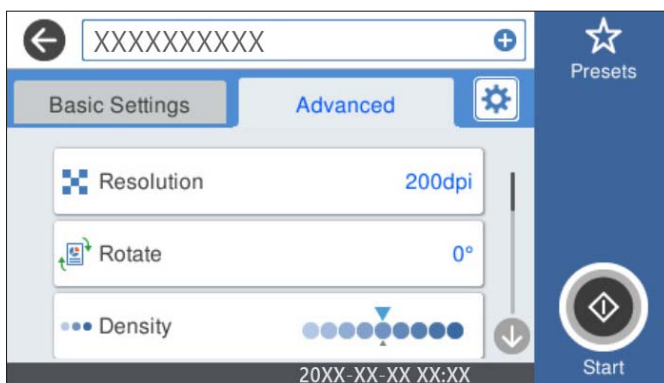 XXXXXXXXXX
Presets
Basic Settings
Advanced
Resolution 200dpi
Rotate 0°
Density
20XX-XX-XX XX:XX
Start